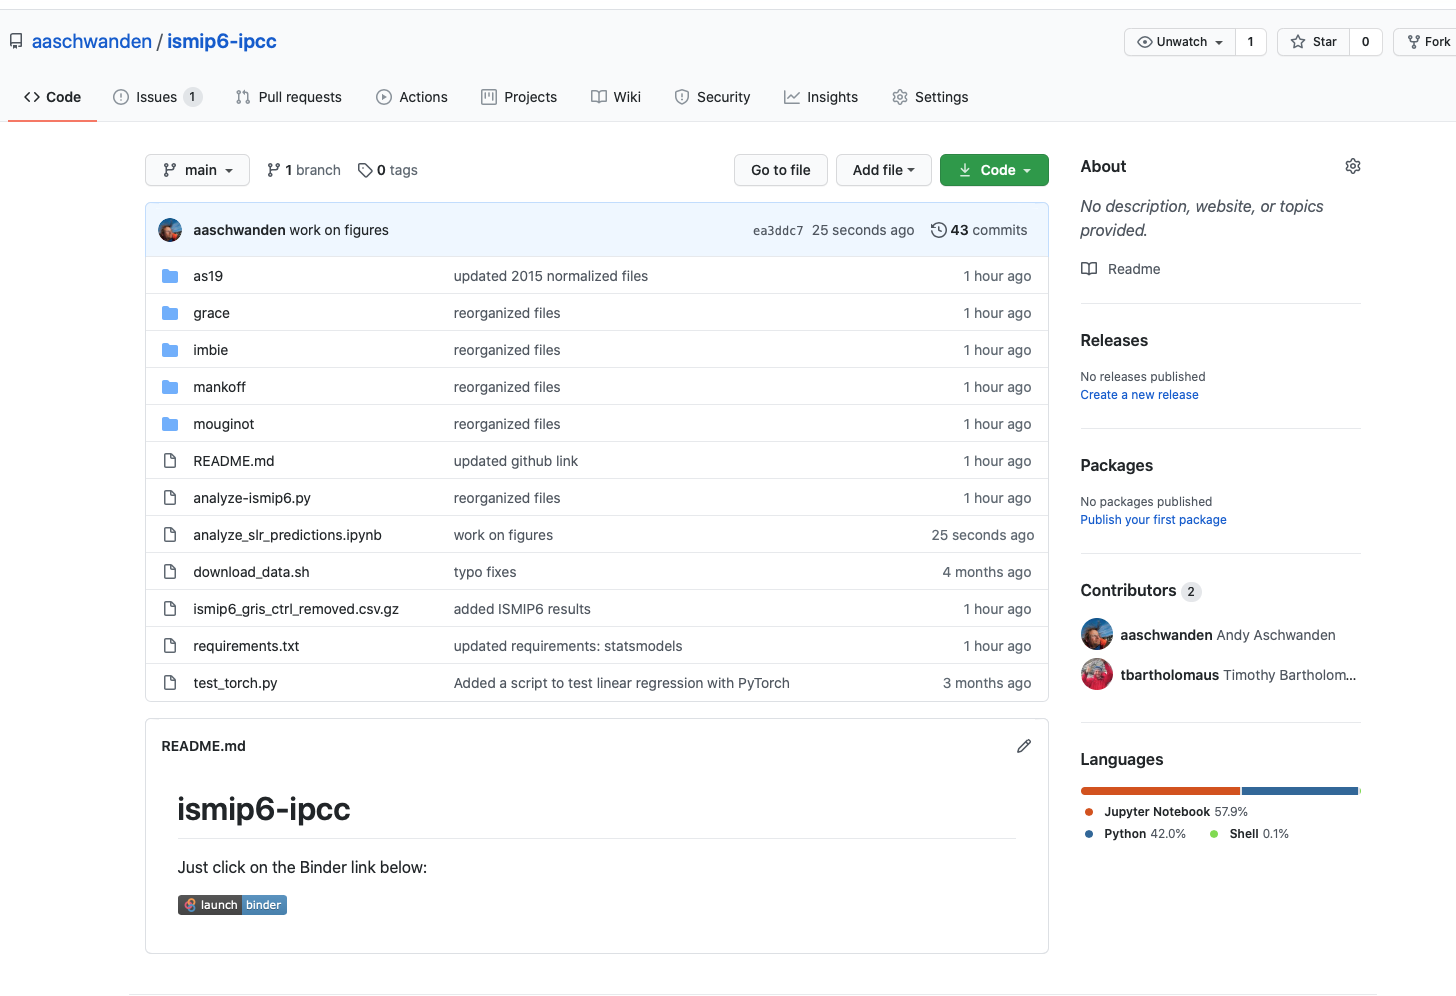 aaschwanden / ismip6-ipcc
Unwatch 1 Star 0 Fork
Code Issues 1 Pull requests Actions Projects Wiki Security Insights Settings
main 1 branch 0 tags Go to file Add file Code
aaschwanden work on figures ea3ddc7 25 seconds ago 43 commits
as19 updated 2015 normalized files 1 hour ago
grace reorganized files 1 hour ago
imbie reorganized files 1 hour ago
mankoff reorganized files 1 hour ago
mouginot reorganized files 1 hour ago
README.md updated github link 1 hour ago
analyze-ismip6.py reorganized files 1 hour ago
analyze_slr_predictions.ipynb work on figures 25 seconds ago
download_data.sh typo fixes 4 months ago
ismip6_gris_ctrl_removed.csv.gz added ISMIP6 results 1 hour ago
requirements.txt updated requirements: statsmodels 1 hour ago
test_torch.py Added a script to test linear regression with PyTorch 3 months ago
README.md
ismip6-ipcc
Just click on the Binder link below:
launch binder
About
No description, website, or topics
provided.
Readme
Releases
No releases published
Create a new release
Packages
No packages published
Publish your first package
Contributors 2
aaschwanden Andy Aschwanden
tbartholomaus Timothy Bartholom...
Languages
Jupyter Notebook 57.9%
Python 42.0% Shell 0.1%